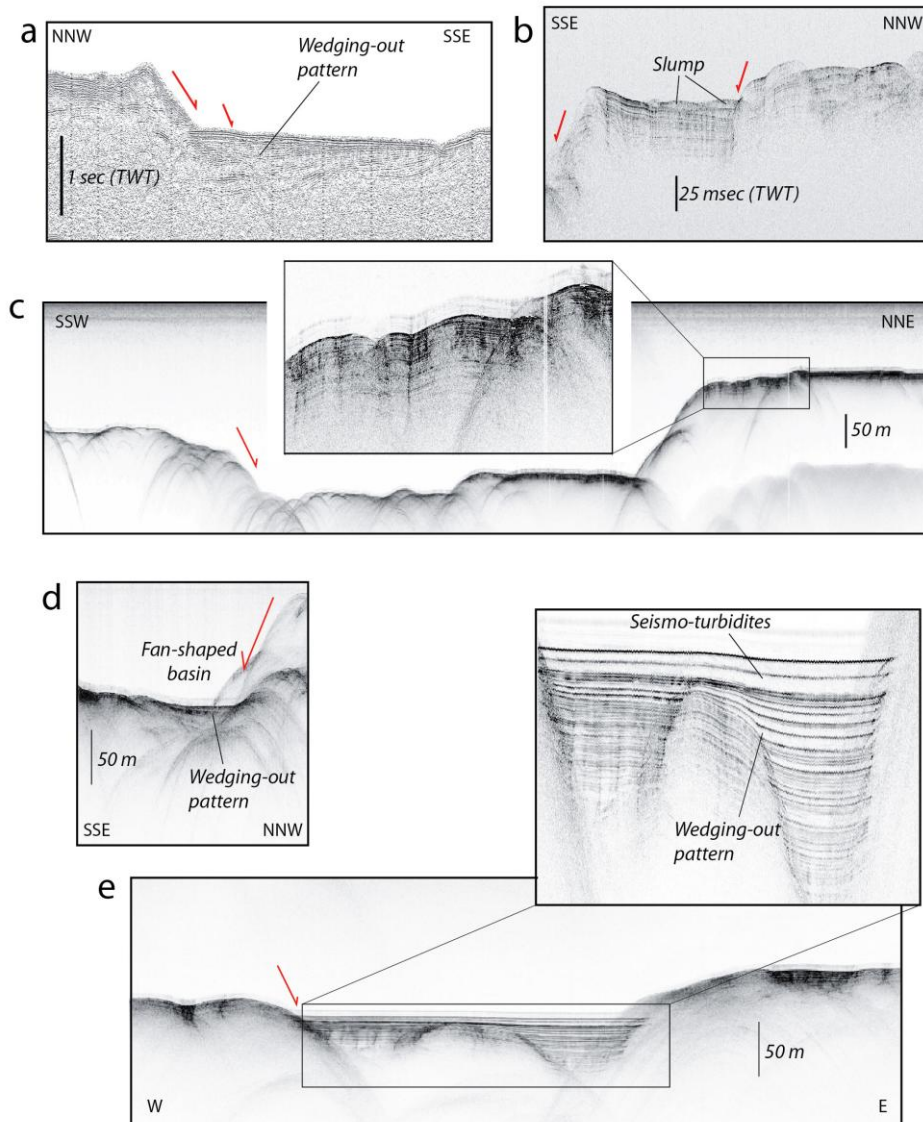 a
NNW
SSE
Wedging-out
pattern
1 sec (TWT)
b
SSE
NNW
Slump
25 msec (TWT)
c
SSW
NNE
50 m
d
Fan-shaped
basin
50 m
Wedging-out
pattern
SSE
NNW
Seismo-turbidites
Wedging-out
pattern
e
50 m
W
E